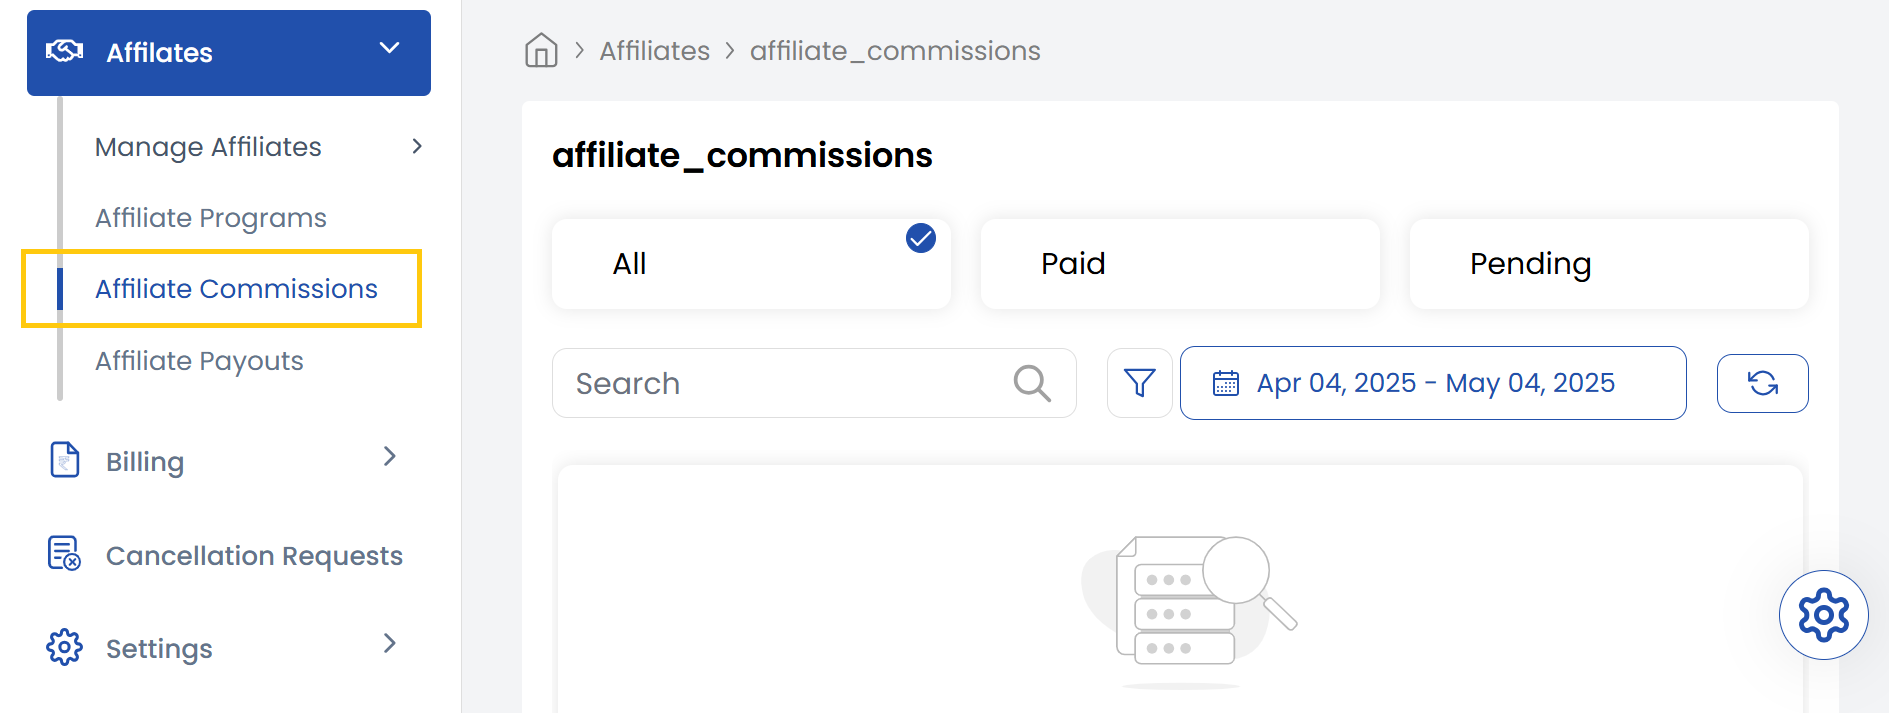 Affilates
Manage Affiliates
Affiliate Programs
Affiliate Commissions
Affiliate Payouts
Billing
Cancellation Requests
Settings
Affiliates
affiliate_commissions
affiliate_commissions
All
Paid
Pending
Search
Apr 04, 2025 - May 04, 2025